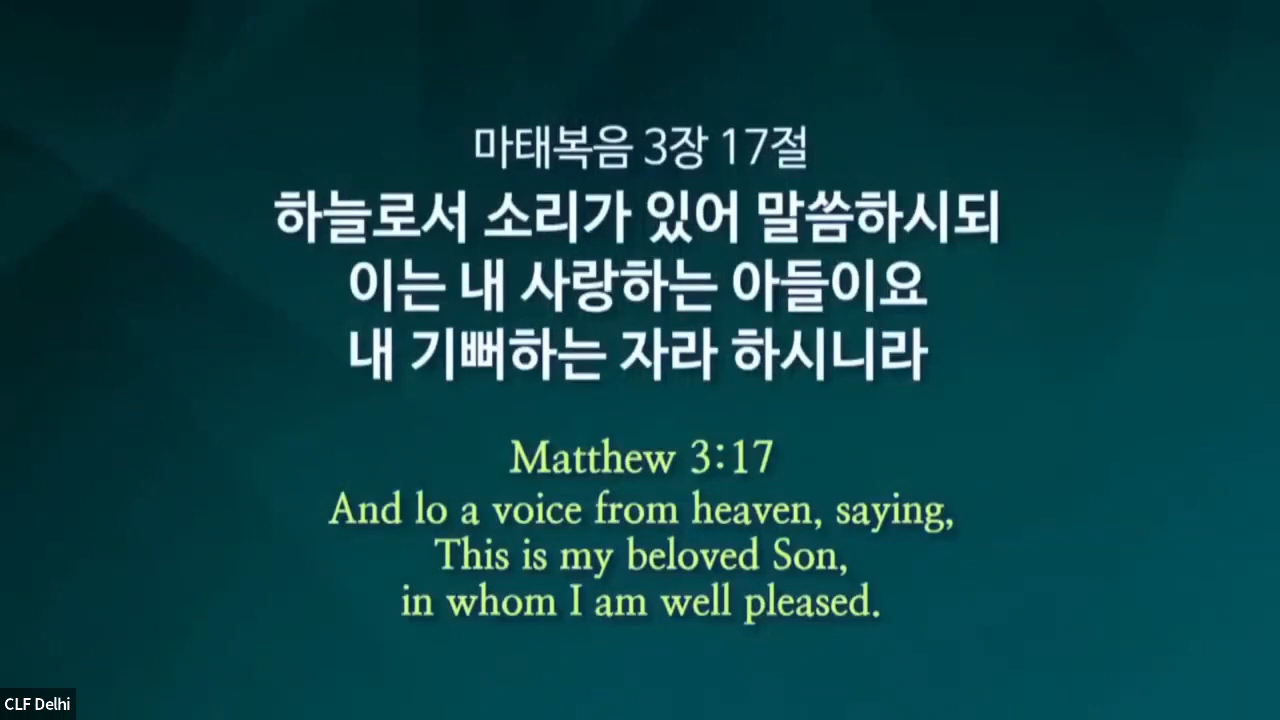 마태복음 3장 17절
하늘로서 소리가 있어 말씀하시되
이는 내 사랑하는 아들이요
내 기뻐하는 자라 하시니라
Matthew 3:17
And lo a voice from heaven, saying,
This is my beloved Son,
in whom I am well pleased.
CLF Delhi